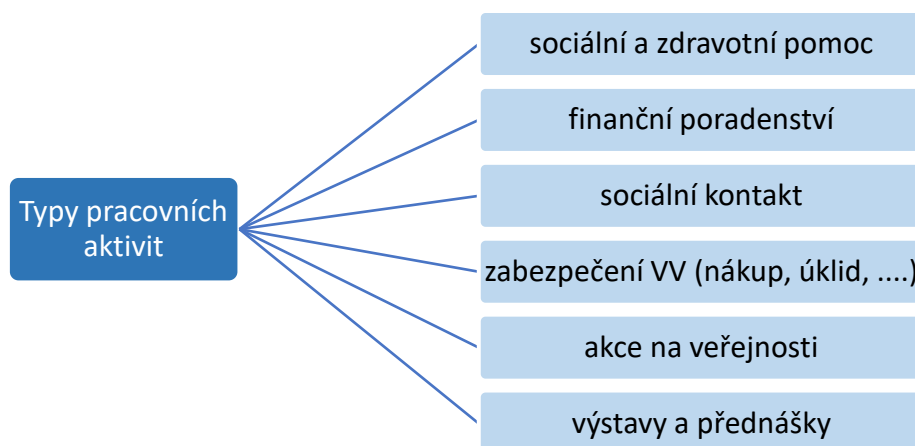 Typy pracovních
aktivit
sociální a zdravotní pomoc
finanční poradenství
sociální kontakt
zabezpečení VV (nákup, úklid, ....)
akce na veřejnosti
výstavy a přednášky